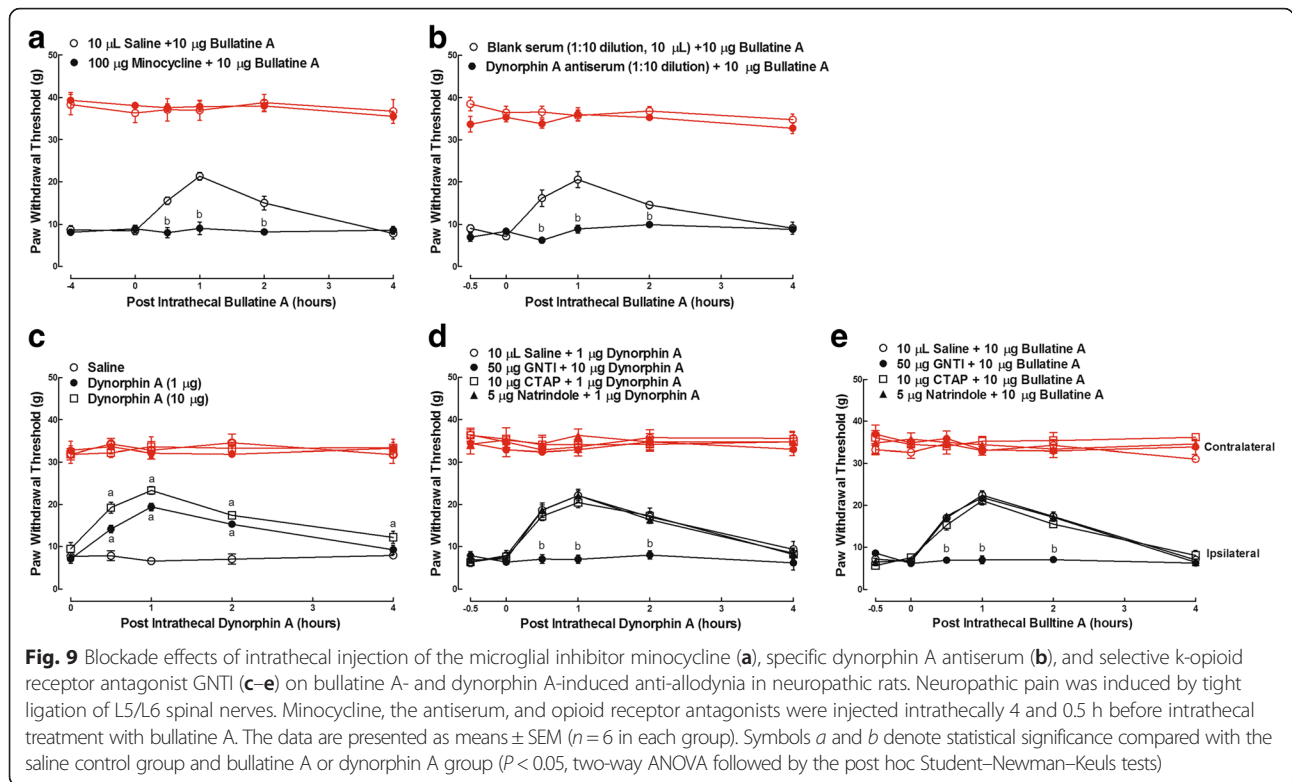 a
10 µL Saline +10 µg Bullatine A
100 µg Minocycline + 10 µg Bullatine A
Paw Withdrawal Threshold (g)
50
40
30
20
10
0
b b b
-4 0 1 2 3 4
Post Intrathecal Bullatine A (hours)
b
Blank serum (1:10 dilution, 10 µL) +10 µg Bullatine A
Dynorphin A antiserum (1:10 dilution) + 10 µg Bullatine A
Paw Withdrawal Threshold (g)
50
40
30
20
10
0
b b b
-0.5 0 1 2 3 4
Post Intrathecal Bullatine A (hours)
c
Saline
Dynorphin A (1 µg)
Dynorphin A (10 µg)
Paw Withdrawal Threshold (g)
50
40
30
20
10
0
a a a a
a a
0 1 2 3 4
Post Intrathecal Dynorphin A (hours)
d
10 µL Saline + 1 µg Dynorphin A
50 µg GNTI + 10 µg Dynorphin A
10 µg CTAP + 1 µg Dynorphin A
5 µg Natrindole + 1 µg Dynorphin A
Paw Withdrawal Threshold (g)
50
40
30
20
10
0
b b b
-0.5 0 1 2 3 4
Post Intrathecal Dynorphin A (hours)
e
10 µL Saline + 10 µg Bullatine A
50 µg GNTI + 10 µg Bullatine A
10 µg CTAP + 10 µg Bullatine A
5 µg Natrindole + 10 µg Bullatine A
Paw Withdrawal Threshold (g)
50
40
30
20
10
0
Contralateral
b b b
Ipsilateral
-0.5 0 1 2 3 4
Post Intrathecal Bulltine A (hours)
Fig. 9 Blockade effects of intrathecal injection of the microglial inhibitor minocycline (a), specific dynorphin A antiserum (b), and selective k-opioid
receptor antagonist GNTI (c–e) on bullatine A- and dynorphin A-induced anti-allodynia in neuropathic rats. Neuropathic pain was induced by tight
ligation of L5/L6 spinal nerves. Minocycline, the antiserum, and opioid receptor antagonists were injected intrathecally 4 and 0.5 h before intrathecal
treatment with bullatine A. The data are presented as means ± SEM (n = 6 in each group). Symbols a and b denote statistical significance compared with the
saline control group and bullatine A or dynorphin A group (P < 0.05, two-way ANOVA followed by the post hoc Student–Newman–Keuls tests)